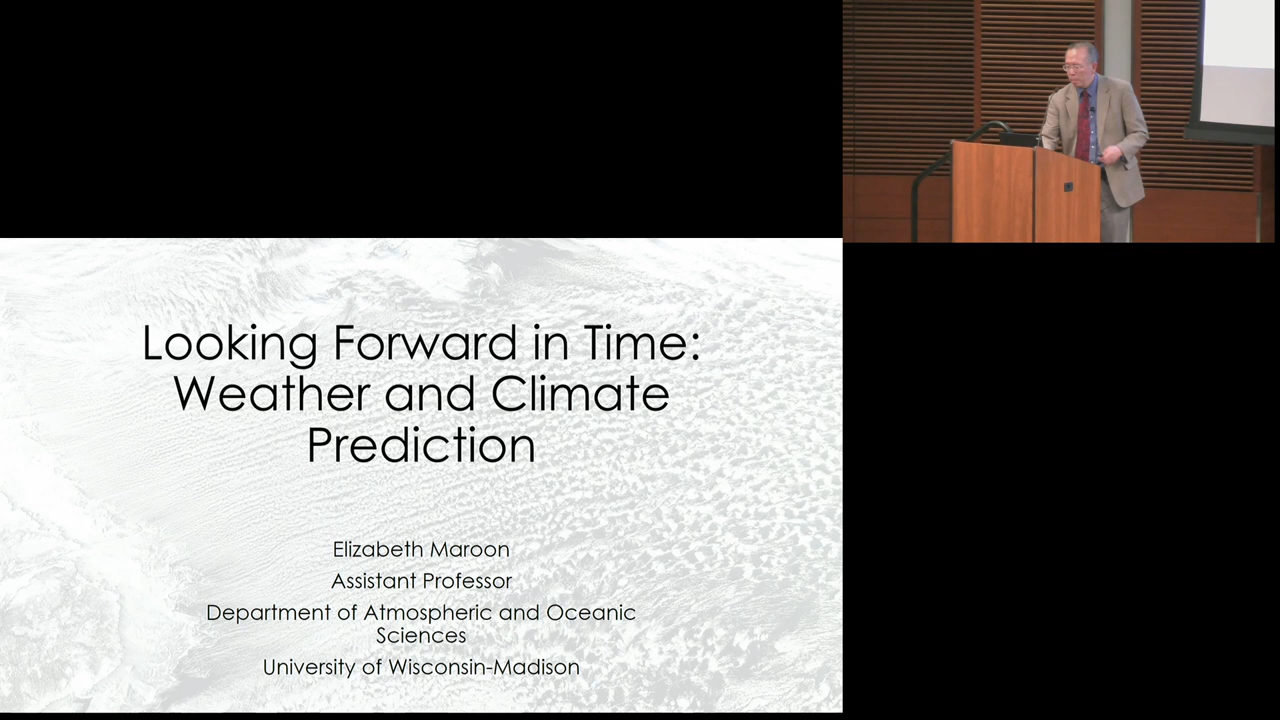 Looking Forward in Time:
Weather and Climate
Prediction
Elizabeth Maroon
Assistant Professor
Department of Atmospheric and Oceanic
Sciences
University of Wisconsin-Madison